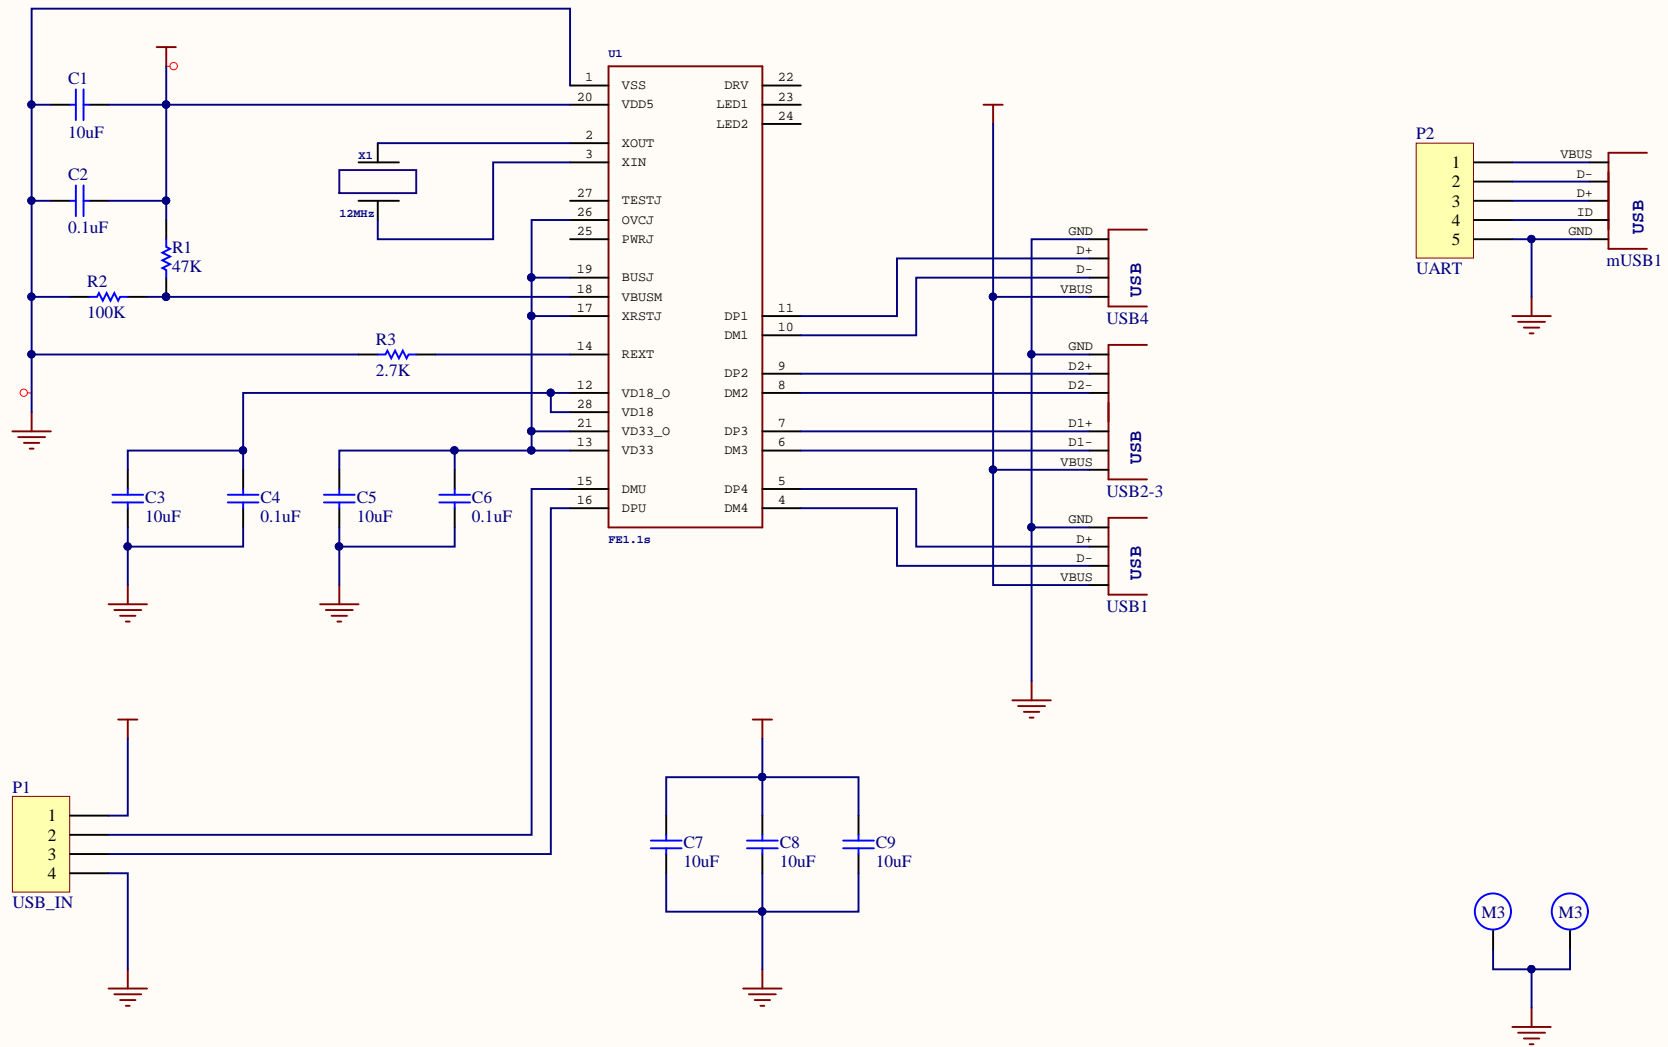 C1
10uF
C2
0.1uF
R1
47K
R2
100K
R3
2.7K
X1
12MHz
C3
10uF
C4
0.1uF
C5
10uF
C6
0.1uF
U1
1 VSS
20 VDD5
2 XOUT
3 XIN
27 TESTJ
26 OVCJ
25 PWRJ
19 BUSJ
18 VBUSM
17 XRSTJ
14 REXT
12 VD18_O
28 VD18
21 VD33_O
13 VD33
15 DMU
16 DPU
DRV 22
LED1 23
LED2 24
DP1 11
DM1 10
DP2 9
DM2 8
DP3 7
DM3 6
DP4 5
DM4 4
FE1.1s
GND
D+
D-
VBUS
USB
USB4
GND
D2+
D2-
D1+
D1-
VBUS
USB
USB2-3
GND
D+
D-
VBUS
USB
USB1
P2
1
2
3
4
5
UART
VBUS
D-
D+
ID
GND
USB
mUSB1
P1
1
2
3
4
USB_IN
C7
10uF
C8
10uF
C9
10uF
M3
M3